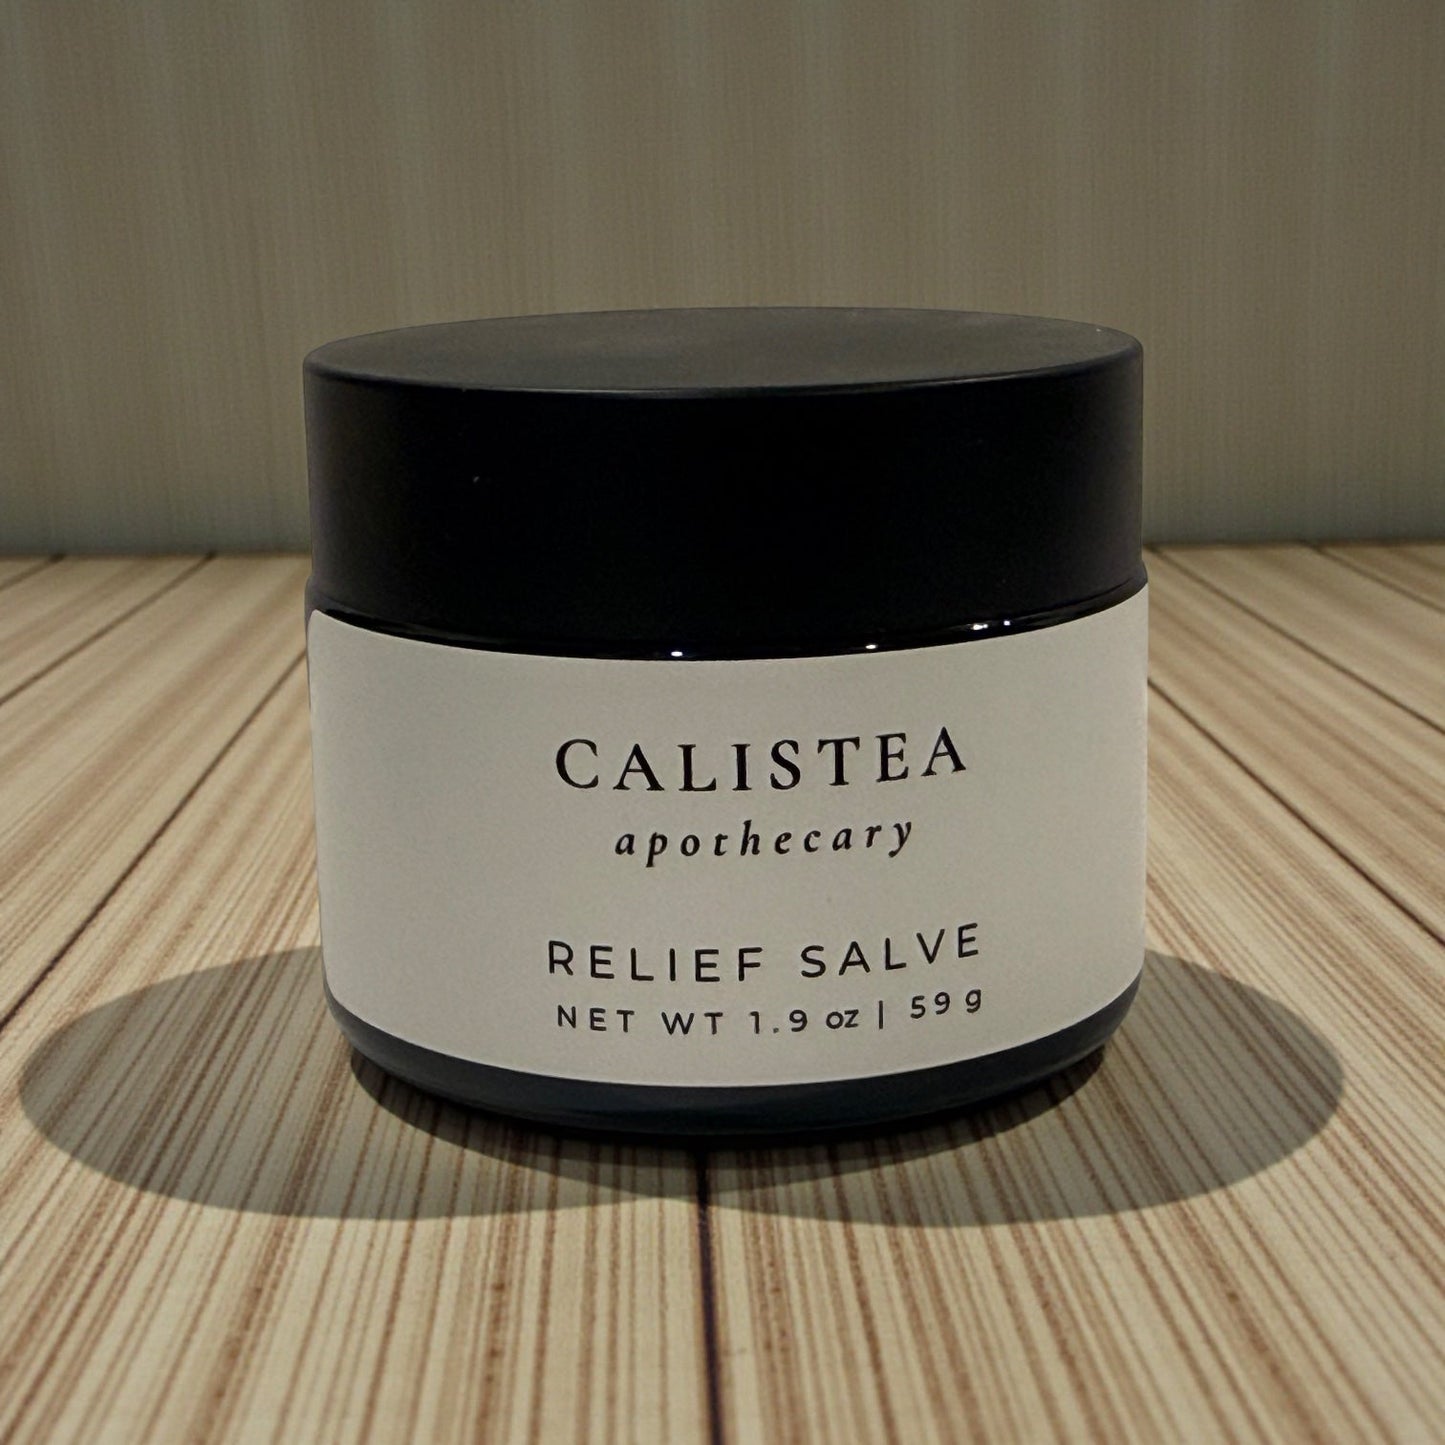 CALISTEA
apothecary
RELIEF SALVE
NET WT 1.9 oz | 59 g